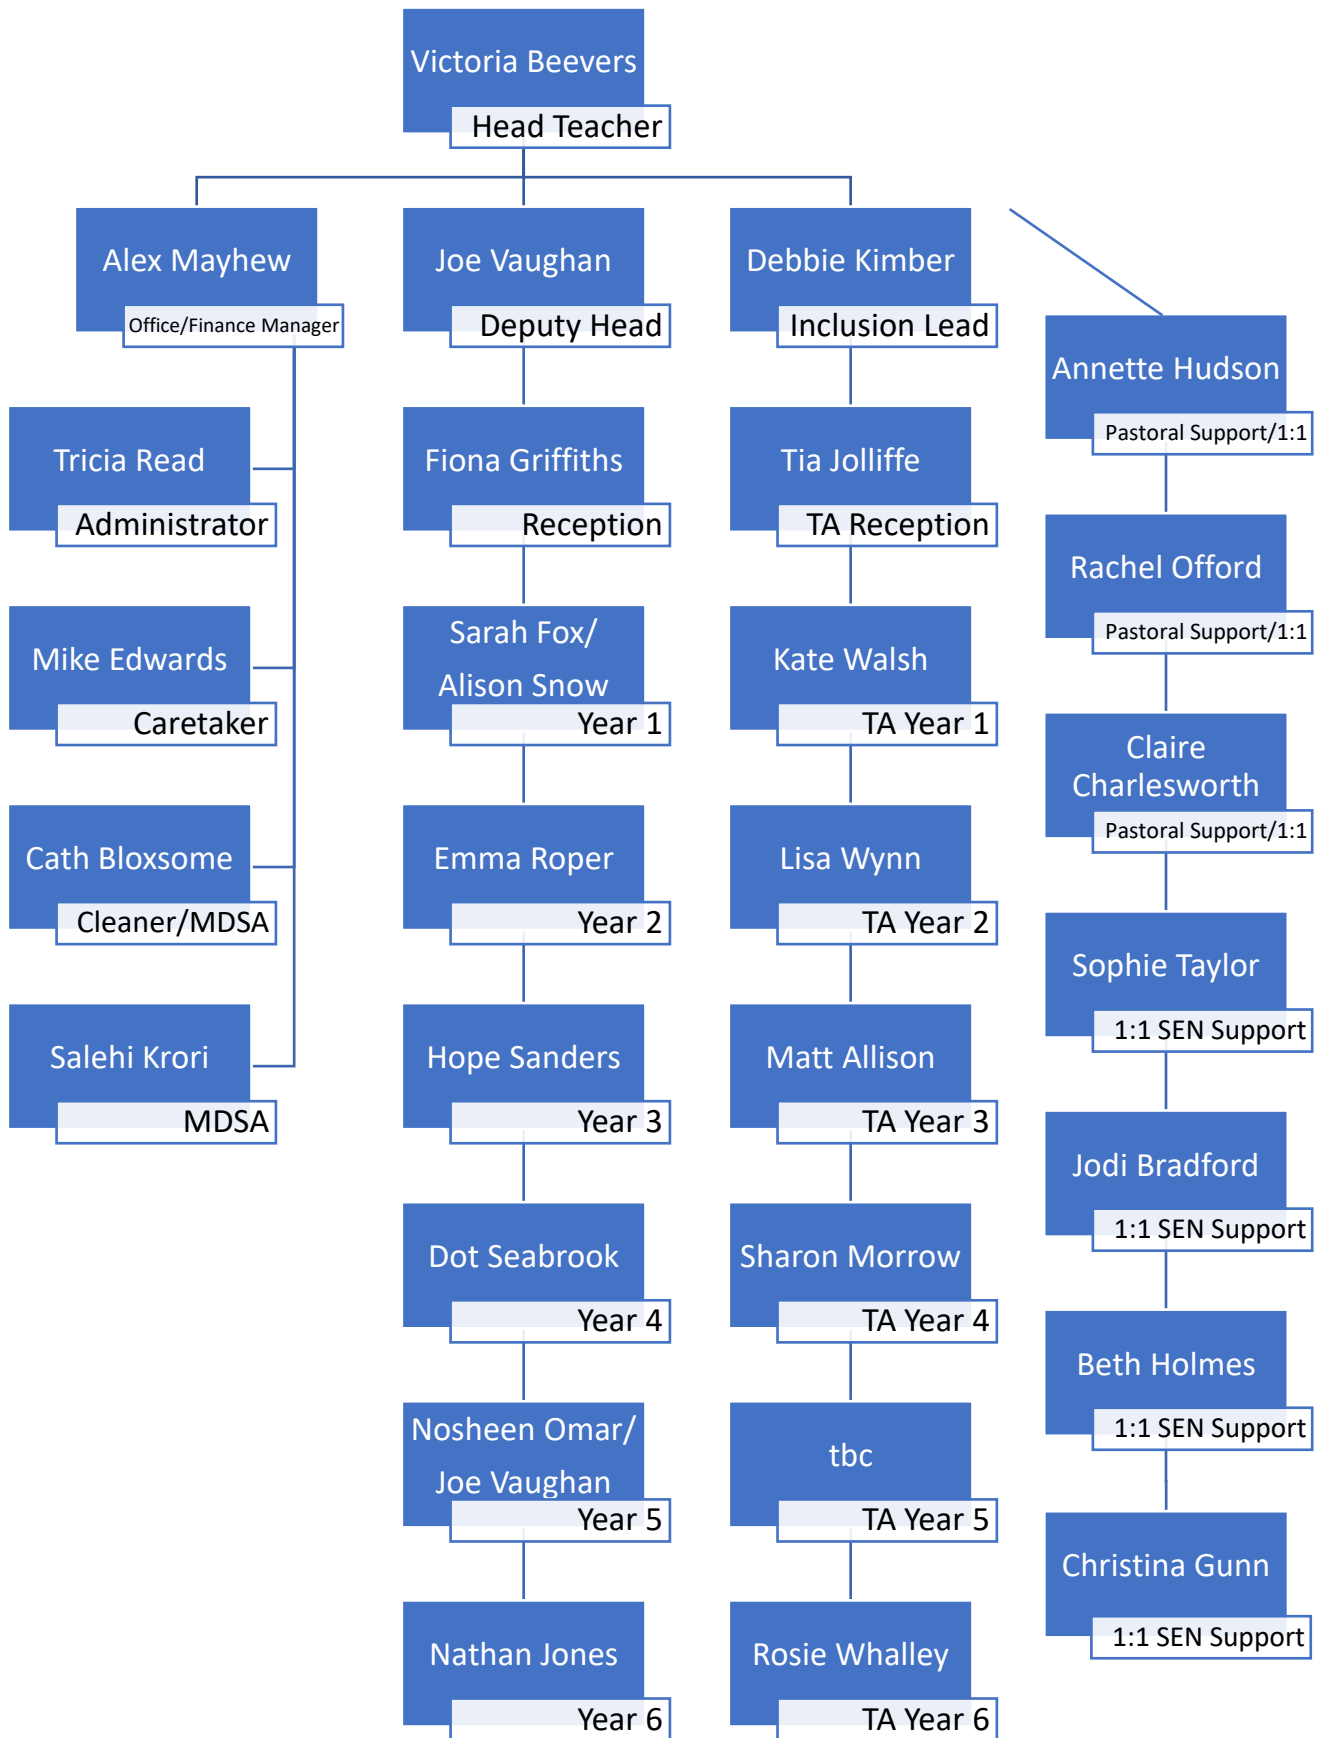 Victoria Beevers
Head Teacher
Alex Mayhew
Office/Finance Manager
Tricia Read
Administrator
Mike Edwards
Caretaker
Cath Bloxsome
Cleaner/MDSA
Salehi Krori
MDSA
Joe Vaughan
Deputy Head
Fiona Griffiths
Reception
Sarah Fox/
Alison Snow
Year 1
Emma Roper
Year 2
Hope Sanders
Year 3
Dot Seabrook
Year 4
Nosheen Omar/
Joe Vaughan
Year 5
Nathan Jones
Year 6
Debbie Kimber
Inclusion Lead
Tia Jolliffe
TA Reception
Kate Walsh
TA Year 1
Lisa Wynn
TA Year 2
Matt Allison
TA Year 3
Sharon Morrow
TA Year 4
tbc
TA Year 5
Rosie Whalley
TA Year 6
Annette Hudson
Pastoral Support/1:1
Rachel Offord
Pastoral Support/1:1
Claire
Charlesworth
Pastoral Support/1:1
Sophie Taylor
1:1 SEN Support
Jodi Bradford
1:1 SEN Support
Beth Holmes
1:1 SEN Support
Christina Gunn
1:1 SEN Support